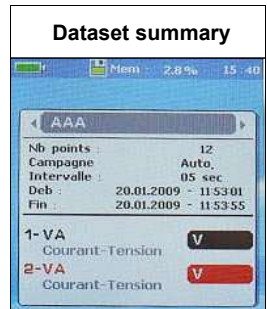 Dataset summary
Mem : 2.8% 15:40
AAA
Nb points : 12
Campagne Auto.
Intervalle : 05 sec
Deb : 20.01.2009 - 11:53:01
Fin : 20.01.2009 - 11:53:55
1-VA V
Courant-Tension
2-VA V
Courant-Tension